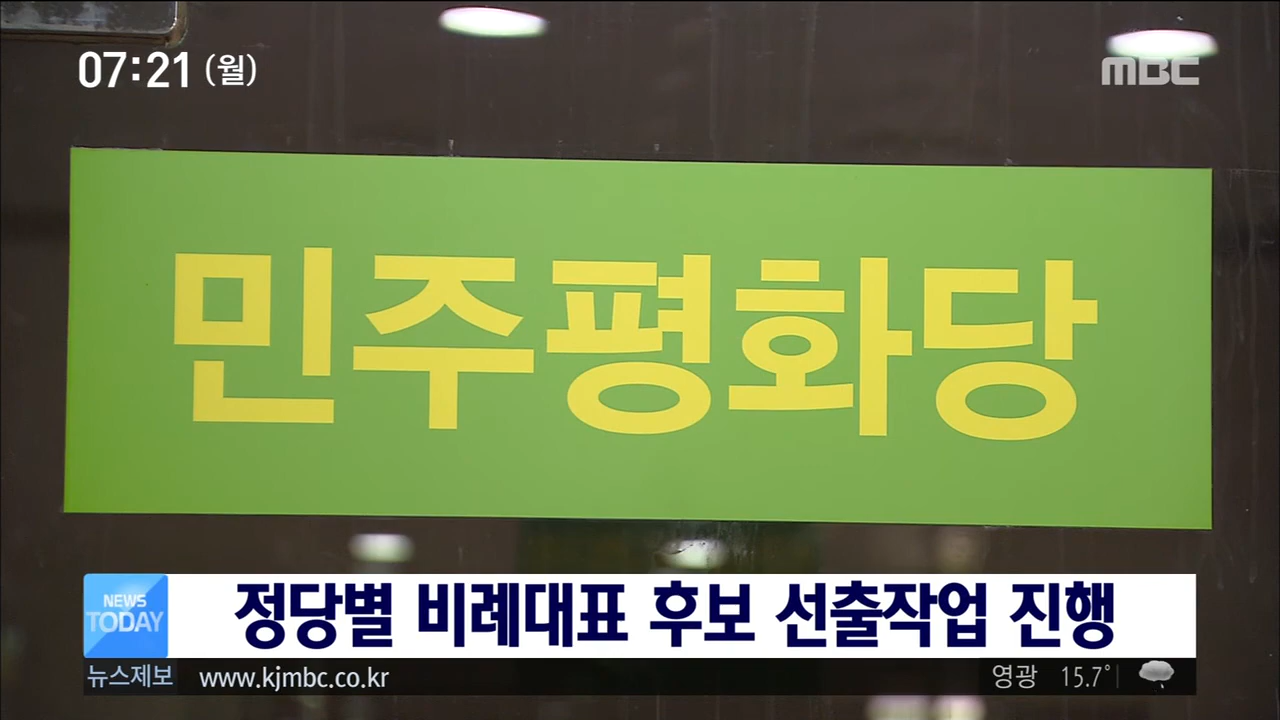 07:21 (월)
MBC
민주평화당
NEWS
TODAY
정당별 비례대표 후보 선출작업 진행
뉴스제보 www.kjmbc.co.kr 영광 15.7°